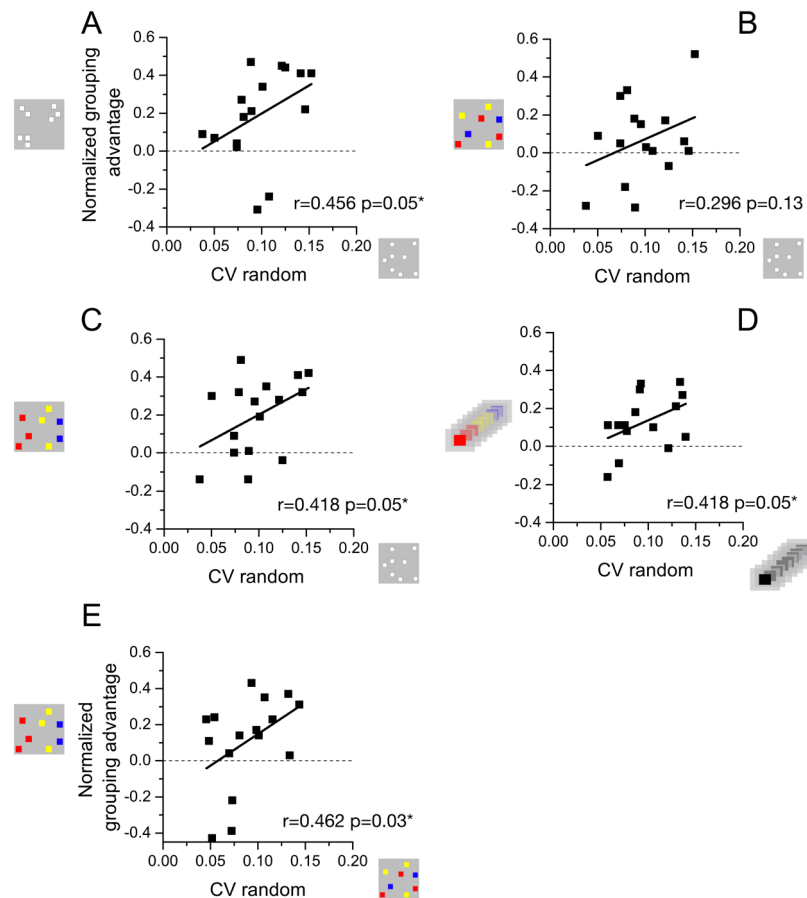 A
B
Normalized grouping
advantage
0.6
0.4
0.2
0.0
-0.2
-0.4
0.00 0.05 0.10 0.15 0.20
r=0.456 p=0.05*
CV random
0.6
0.4
0.2
0.0
-0.2
-0.4
0.00 0.05 0.10 0.15 0.20
r=0.296 p=0.13
CV random
C
D
0.6
0.4
0.2
0.0
-0.2
-0.4
0.00 0.05 0.10 0.15 0.20
r=0.418 p=0.05*
CV random
0.6
0.4
0.2
0.0
-0.2
-0.4
0.00 0.05 0.10 0.15 0.20
r=0.418 p=0.05*
CV random
E
Normalized
grouping advantage
0.6
0.4
0.2
0.0
-0.2
-0.4
0.00 0.05 0.10 0.15 0.20
r=0.462 p=0.03*
CV random